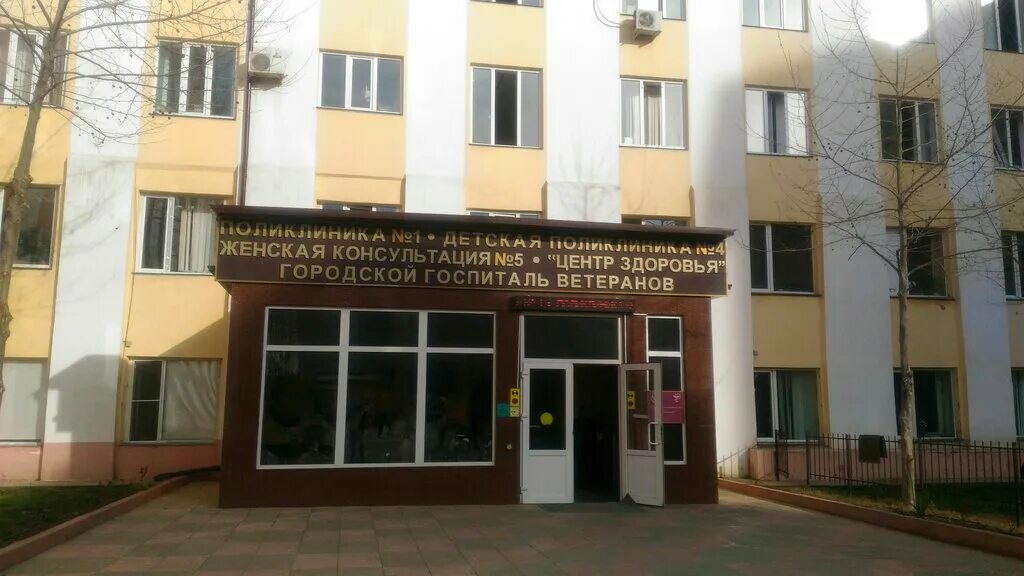 ПОЛИКЛИНИКА №1 • ДЕТСКАЯ ПОЛИКЛИНИКА №4
ЖЕНСКАЯ КОНСУЛЬТАЦИЯ №5 • "ЦЕНТР ЗДОРОВЬЯ"
ГОРОДСКОЙ ГОСПИТАЛЬ ВЕТЕРАНОВ